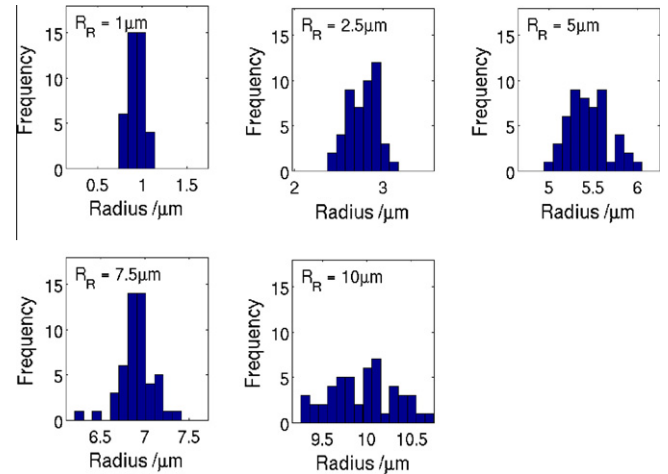 R_R = 1μm
15
10
5
0
Frequency
0.5 1 1.5
Radius /μm
R_R = 2.5μm
15
10
5
0
Frequency
2 3
Radius /μm
R_R = 5μm
15
10
5
0
Frequency
5 5.5 6
Radius /μm
R_R = 7.5μm
15
10
5
0
Frequency
6.5 7 7.5
Radius /μm
R_R = 10μm
15
10
5
0
Frequency
9.5 10 10.5
Radius /μm